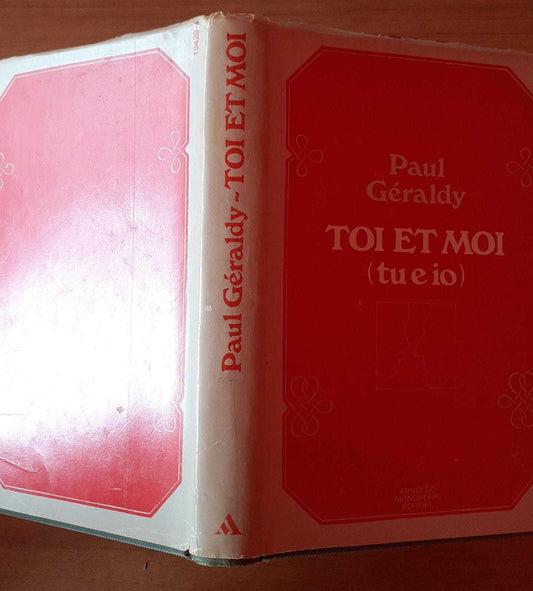 Paul
Géraldy
TOI ET MOI
(tu e io)
ARNOLDO
MONDADORI
EDITORE
Paul Géraldy - TOI ET MOI